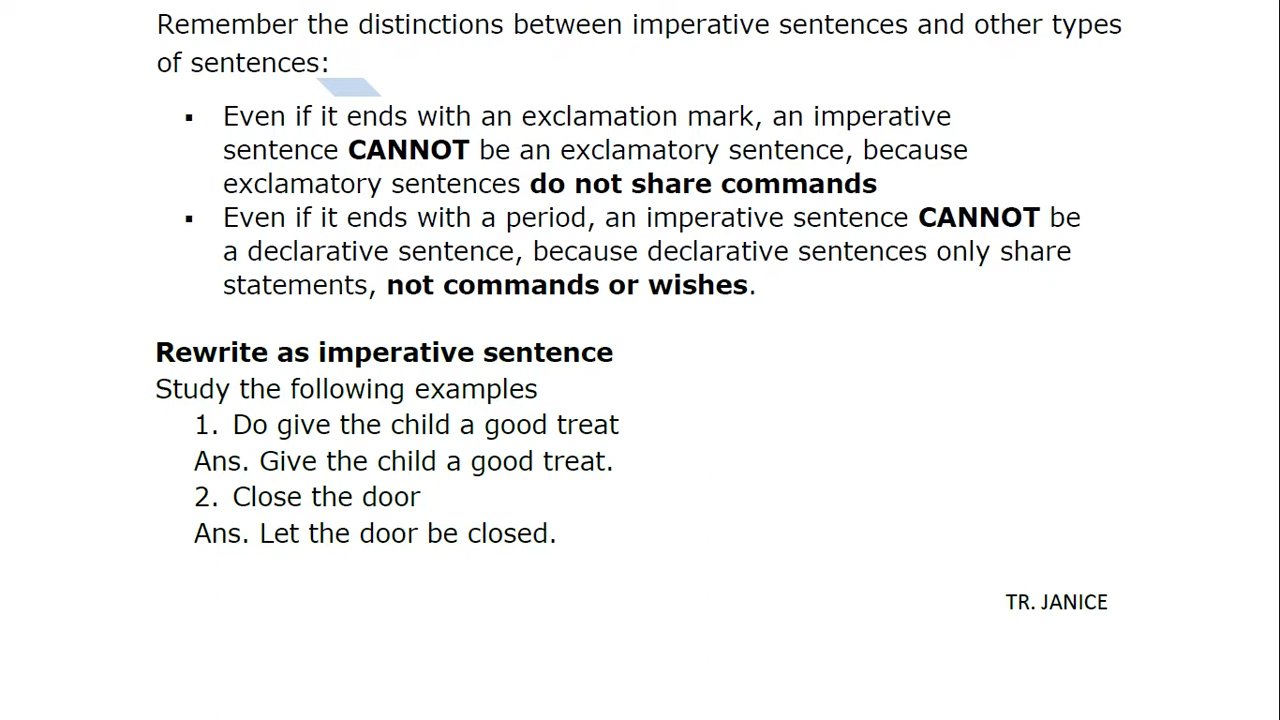 Remember the distinctions between imperative sentences and other types
of sentences:
▪ Even if it ends with an exclamation mark, an imperative
sentence CANNOT be an exclamatory sentence, because
exclamatory sentences do not share commands
▪ Even if it ends with a period, an imperative sentence CANNOT be
a declarative sentence, because declarative sentences only share
statements, not commands or wishes.
Rewrite as imperative sentence
Study the following examples
1. Do give the child a good treat
Ans. Give the child a good treat.
2. Close the door
Ans. Let the door be closed.
TR. JANICE